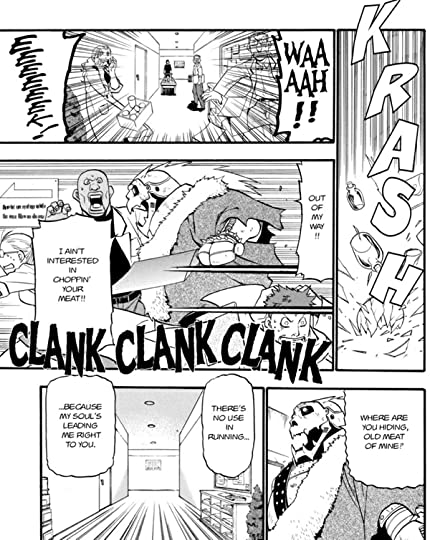 KRASH
WAA
AAH
!!
EEEEEEK!!
OUT
OF MY
WAY
!!
I AIN'T
INTERESTED
IN
CHOPPIN'
YOUR
MEAT!!
CLANK CLANK CLANK
WHERE ARE
YOU HIDING,
OLD MEAT
OF MINE?
THERE'S
NO USE
IN
RUNNING...
...BECAUSE
MY SOUL'S
LEADING
ME RIGHT
TO YOU.